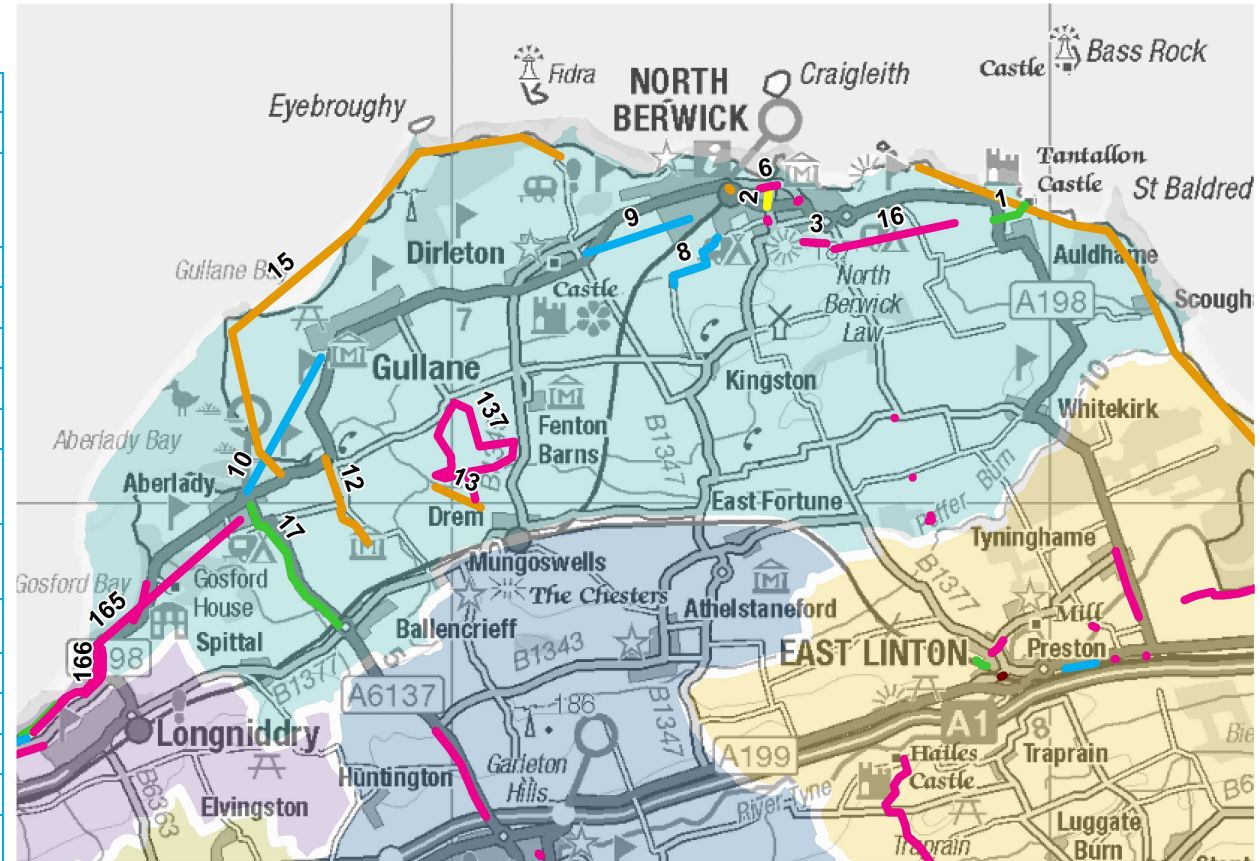 Bass Rock
Castle
Craigleith
Fidra
NORTH
BERWICK
Eyebroughy
Tantallon
Castle
St Baldred
6
2
1
3
16
9
8
15
Dirleton
Gullane Bay
Auldhame
North
Berwick
Law
Castle
A198
Scough
7
Gullane
Kingston
10
Whitekirk
137
Fenton
Barns
B1347
Aberlady Bay
10
12
13
Aberlady
Drem
East Fortune
Peffer Burn
17
Tyninghame
Mungoswells
Gosford Bay
Gosford
House
The Chesters
Athelstaneford
B1377
165
Mill
Spittal
Ballencrieff
B1343
EAST LINTON
Preston
166
98
B1377
5
A6137
186
B1347
A1
8
Longniddry
A199
Traprain
Garleton
Hills
Hailes
Castle
Huntington
River Tyne
B6363
Elvingston
B6
Luggate
Burn
Traprain